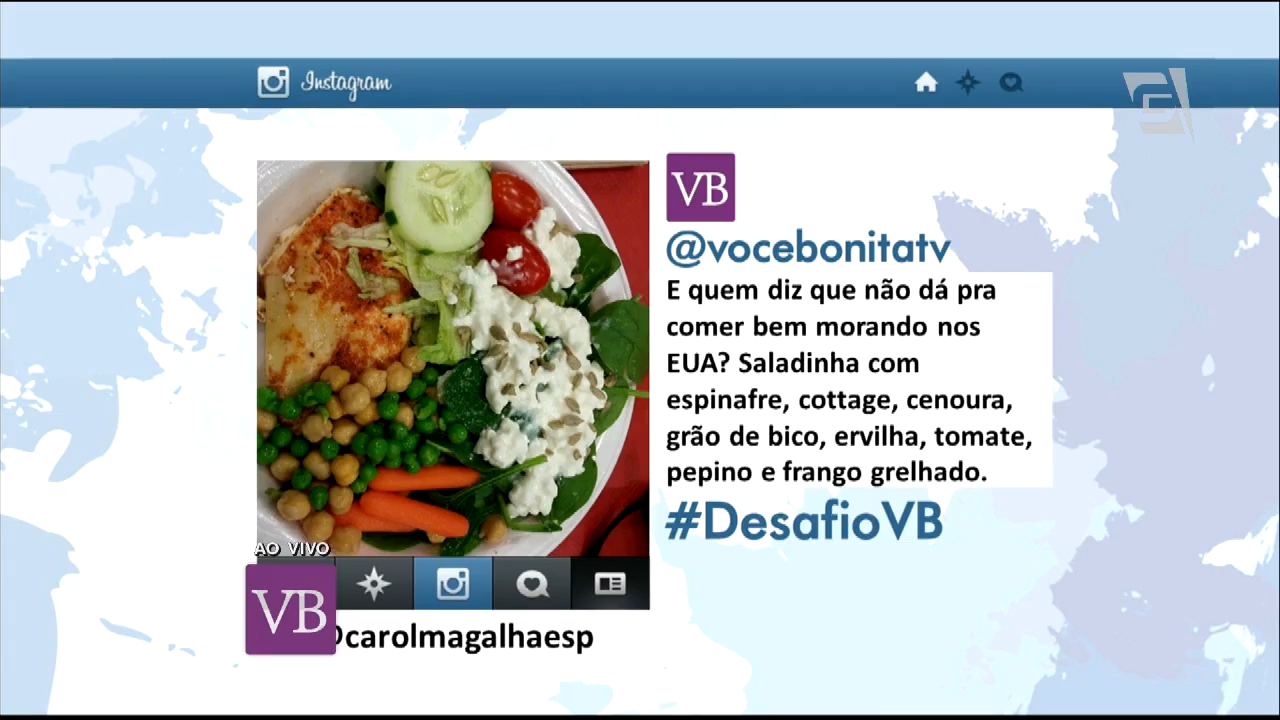 Instagram
VB
@vocebonitatv
E quem diz que não dá pra
comer bem morando nos
EUA? Saladinha com
espinafre, cottage, cenoura,
grão de bico, ervilha, tomate,
pepino e frango grelhado.
#DesafioVB
AO VIVO
VB
@carolmagalhaesp